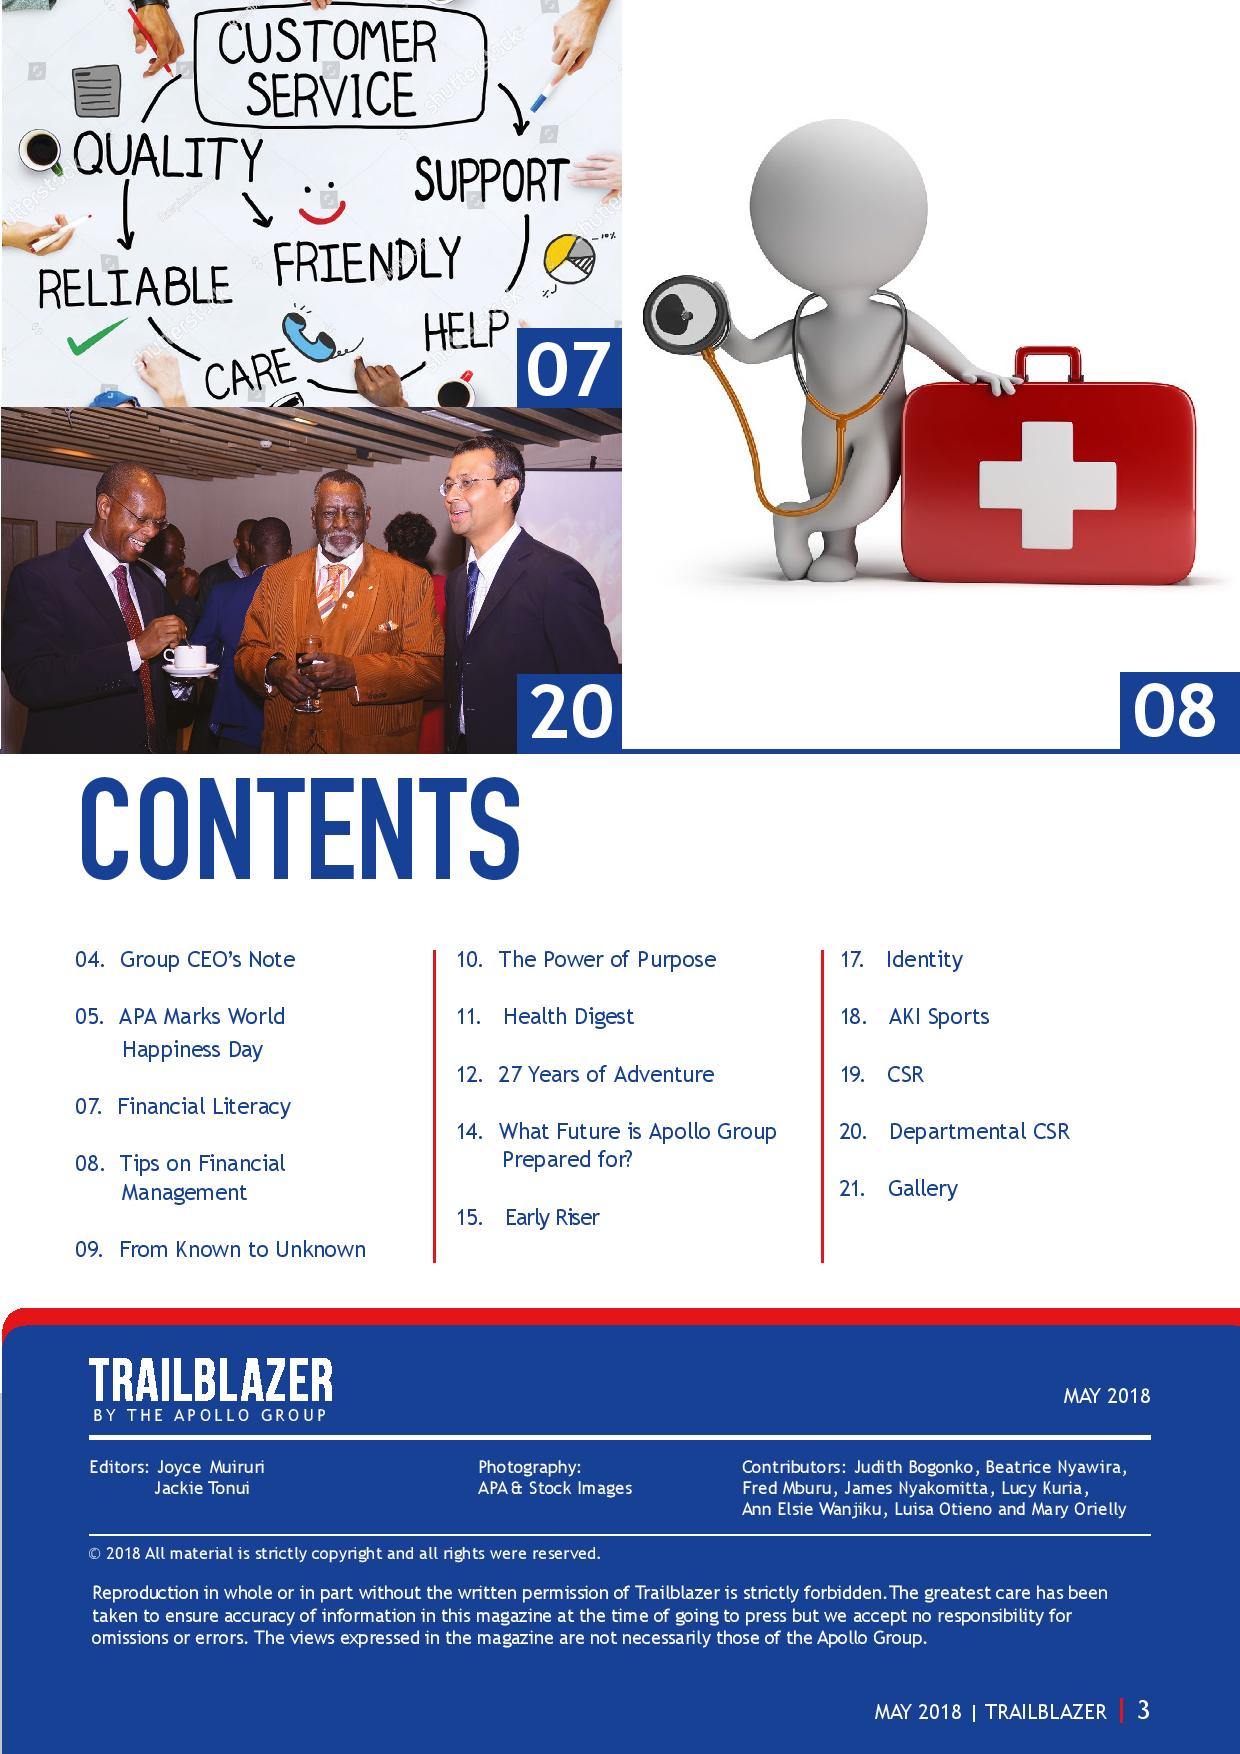 CUSTOMER
SERVICE
QUALITY
SUPPORT
10%
FRIENDLY
RELIABLE
%
HELP
CARE
07
20
08
CONTENTS
04. Group CEO's Note
05. APA Marks World
Happiness Day
07. Financial Literacy
08. Tips on Financial
Management
09. From Known to Unknown
10. The Power of Purpose
11. Health Digest
12. 27 Years of Adventure
14. What Future is Apollo Group
Prepared for?
15. Early Riser
17. Identity
18. AKI Sports
19. CSR
20. Departmental CSR
21. Gallery
TRAILBLAZER
BY THE APOLLO GROUP
MAY 2018
Editors: Joyce Muiruri
Jackie Tonui
Photography:
APA & Stock Images
Contributors: Judith Bogonko, Beatrice Nyawira,
Fred Mburu, James Nyakomitta, Lucy Kuria,
Ann Elsie Wanjiku, Luisa Otieno and Mary Orielly
© 2018 All material is strictly copyright and all rights were reserved.
Reproduction in whole or in part without the written permission of Trailblazer is strictly forbidden.The greatest care has been
taken to ensure accuracy of information in this magazine at the time of going to press but we accept no responsibility for
omissions or errors. The views expressed in the magazine are not necessarily those of the Apollo Group.
MAY 2018 | TRAILBLAZER | 3